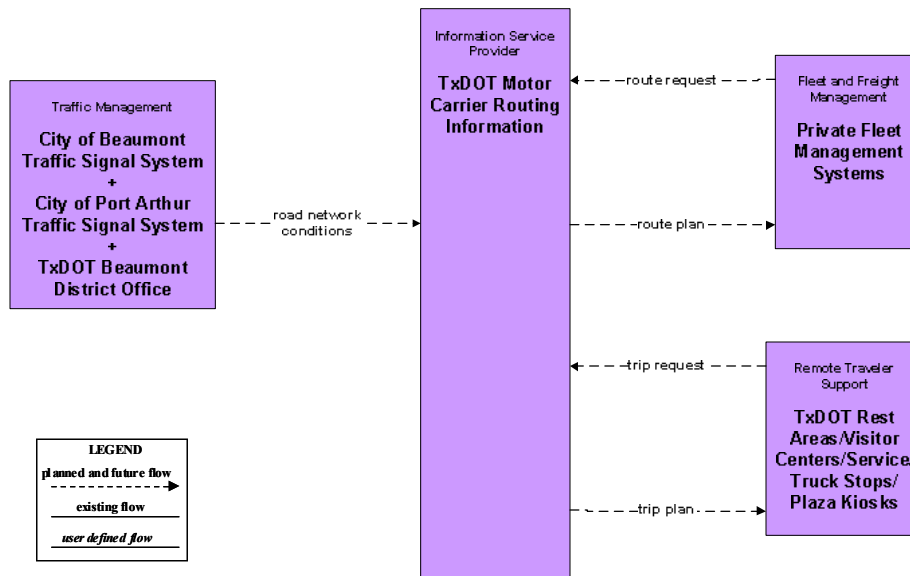 Traffic Management
City of Beaumont
Traffic Signal System
+
City of Port Arthur
Traffic Signal System
+
TxDOT Beaumont
District Office
road network
conditions
Information Service
Provider
TxDOT Motor
Carrier Routing
Information
route request
route plan
Fleet and Freight
Management
Private Fleet
Management
Systems
trip request
trip plan
Remote Traveler
Support
TxDOT Rest
Areas/Visitor
Centers/Service/
Truck Stops/
Plaza Kiosks
LEGEND
planned and future flow
existing flow
user defined flow